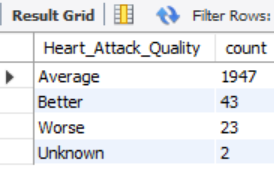 Result Grid Filter Rows:
Heart_Attack_Quality count
Average 1947
Better 43
Worse 23
Unknown 2